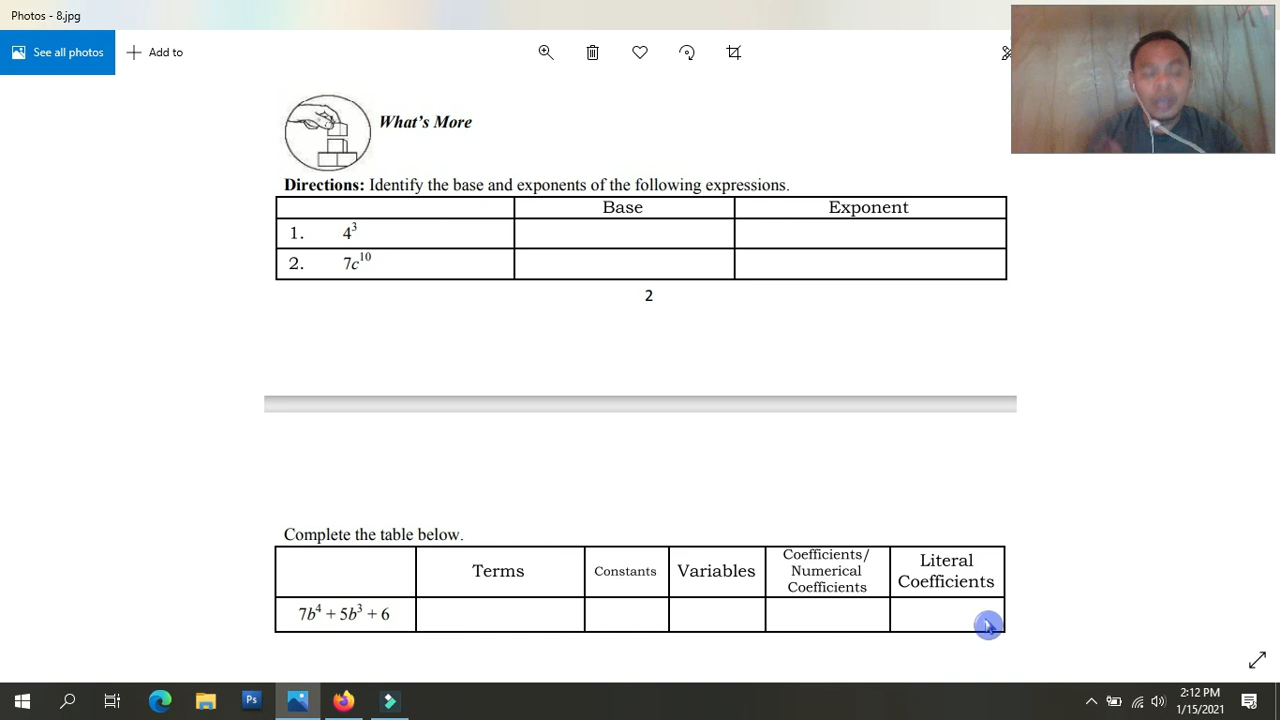 Photos - 8.jpg
See all photos
Add to
What's More
Directions: Identify the base and exponents of the following expressions.
Base Exponent
1. 4³
2. 7c¹⁰
2
Complete the table below.
Terms Constants Variables Coefficients/ Numerical Coefficients Literal Coefficients
7b⁴ + 5b³ + 6
Ps
2:12 PM
1/15/2021